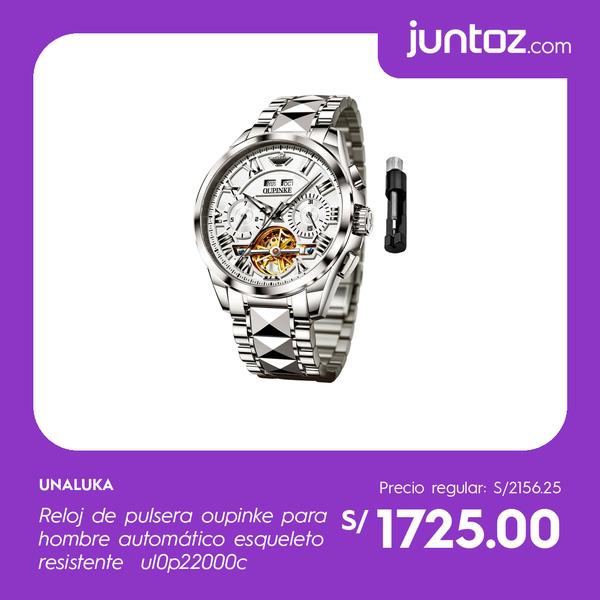 juntoz.com
OUPINKE
UNALUKA
Reloj de pulsera oupinke para
hombre automático esqueleto
resistente ul0p22000c
Precio regular: S/2156.25
S/1725.00